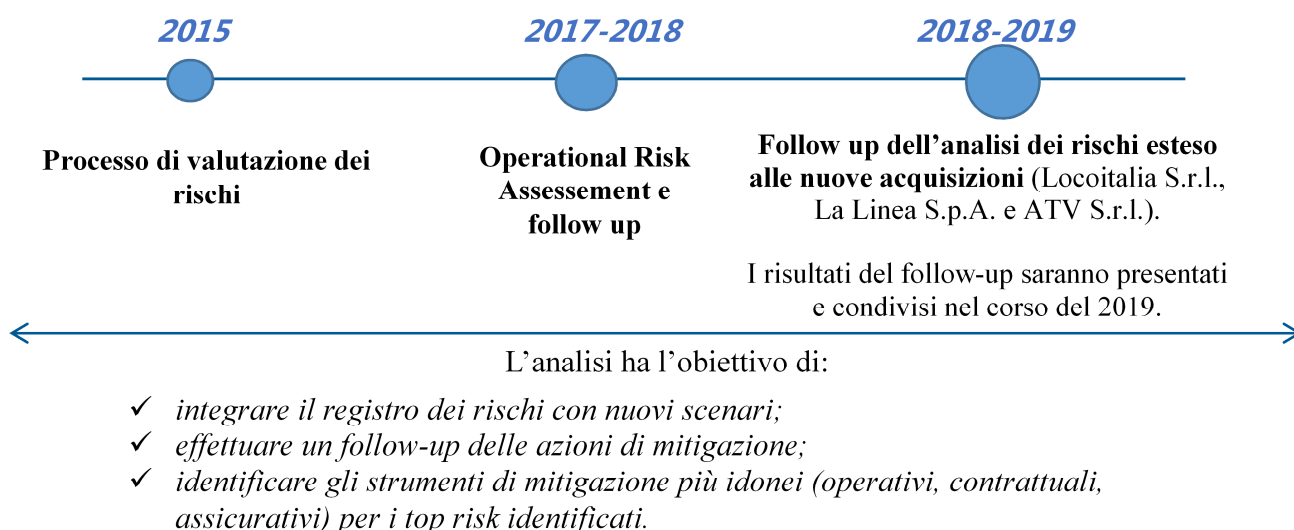 2015
2017-2018
2018-2019
Processo di valutazione dei
rischi
Operational Risk
Assessement e
follow up
Follow up dell’analisi dei rischi esteso
alle nuove acquisizioni (Locoitalia S.r.l.,
La Linea S.p.A. e ATV S.r.l.).
I risultati del follow-up saranno presentati
e condivisi nel corso del 2019.
L’analisi ha l’obiettivo di:
✓ integrare il registro dei rischi con nuovi scenari;
✓ effettuare un follow-up delle azioni di mitigazione;
✓ identificare gli strumenti di mitigazione più idonei (operativi, contrattuali,
assicurativi) per i top risk identificati.